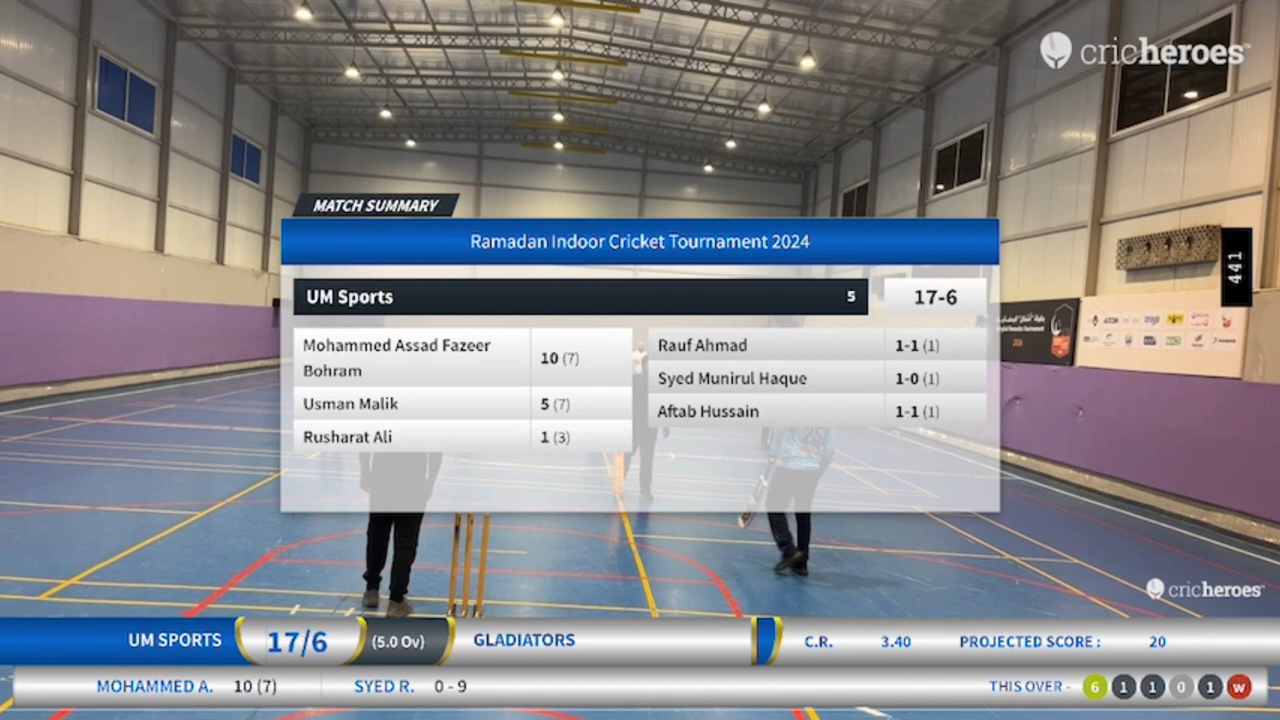 cricheroes
MATCH SUMMARY
Ramadan Indoor Cricket Tournament 2024
UM Sports 5 17-6
Mohammed Assad Fazeer Bohram 10 (7)
Usman Malik 5 (7)
Rusharat Ali 1 (3)
Rauf Ahmad 1-1 (1)
Syed Munirul Haque 1-0 (1)
Aftab Hussain 1-1 (1)
441
2024
cricheroes
UM SPORTS 17/6 (5.0 Ov) GLADIATORS C.R. 3.40 PROJECTED SCORE : 20
MOHAMMED A. 10 (7) SYED R. 0 - 9 THIS OVER - 6 1 1 0 1 W